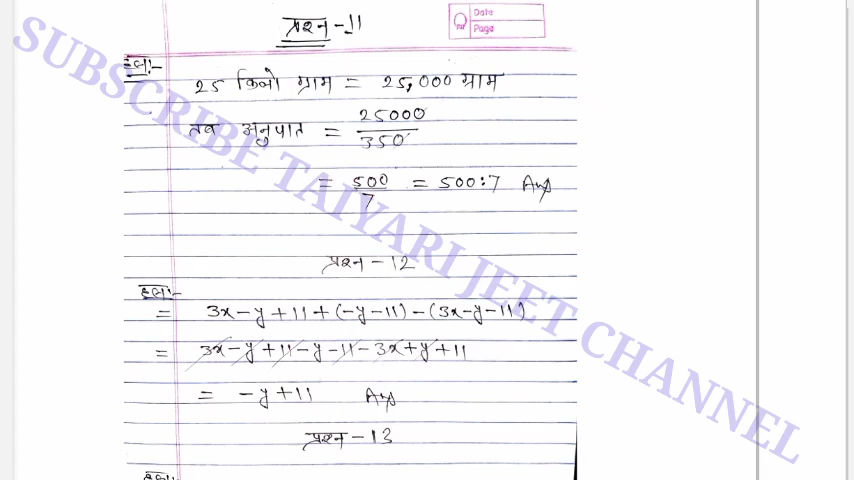 प्रश्न - 11
Date
Page
हल:-
25 किलो ग्राम = 25,000 ग्राम
तब अनुपात = 25000/350
= 500/7 = 500:7 Ans
प्रश्न - 12
हल:-
= 3x-y+11+(-y-11)-(3x-y-11)
= 3x-y+11-y-11-3x+y+11
= -y+11 Ans
प्रश्न - 13
हल:-
SUBSCRIBE TAIYARI JEET CHANNEL